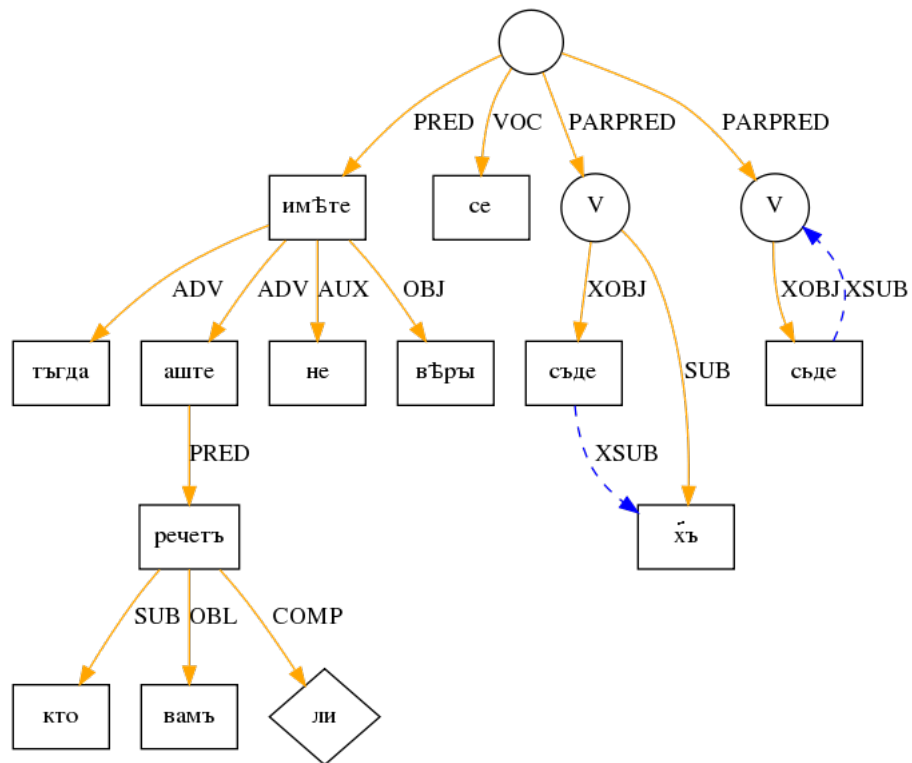 PRED VOC PARPRED PARPRED
имѣте се V V
ADV ADV AUX OBJ XOBJ XOBJ XSUB
тъгда аште не вѣры съде сьде
SUB
PRED XSUB
речетъ х҃ъ
SUB OBL COMP
кто вамъ ли